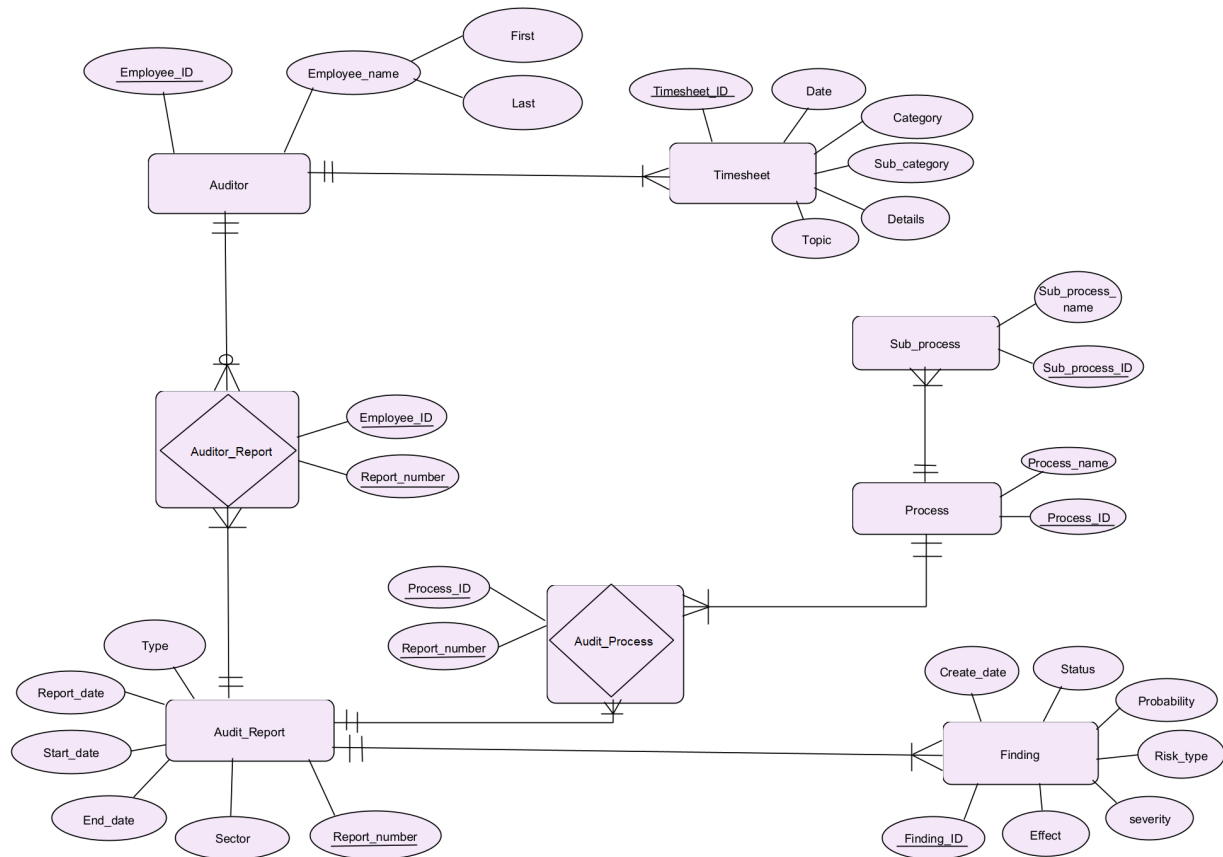 First
Employee_ID
Employee_name
Last
Timesheet_ID
Date
Category
Auditor
Timesheet
Sub_category
Details
Topic
Sub_process_
name
Sub_process
Sub_process_ID
Employee_ID
Auditor_Report
Report_number
Process_name
Process
Process_ID
Process_ID
Report_number
Audit_Process
Type
Create_date
Status
Report_date
Probability
Start_date
Audit_Report
Finding
Risk_type
End_date
Sector
Report_number
Finding_ID
Effect
severity